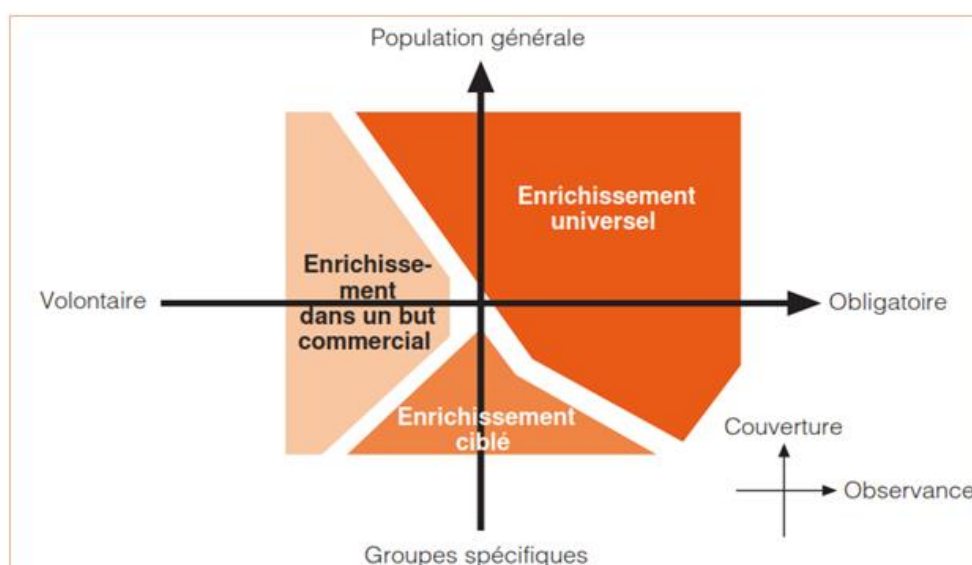 Population générale
Enrichissement
universel
Enrichisse-
ment
dans un but
commercial
Volontaire
Obligatoire
Enrichissement
ciblé
Couverture
Observance
Groupes spécifiques